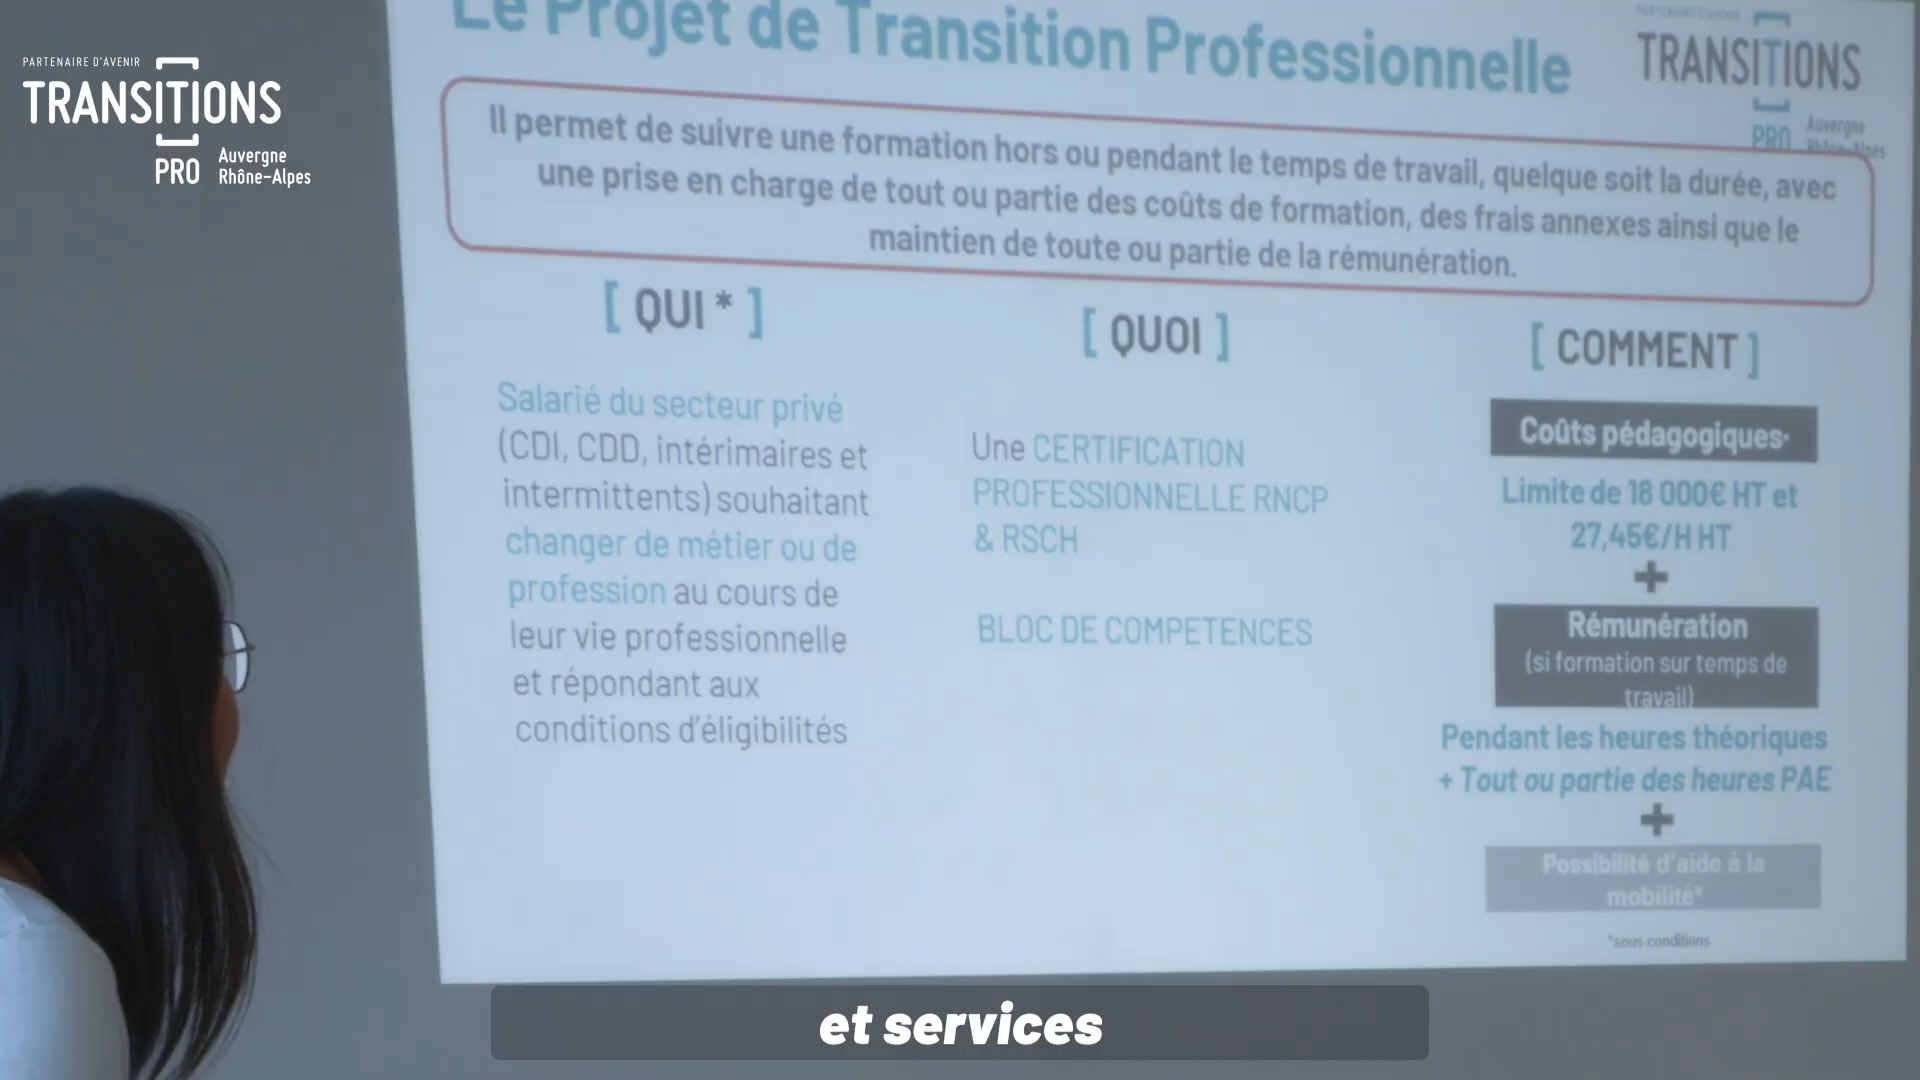 PARTENAIRE D'AVENIR
TRANSITIONS
PRO Auvergne
Rhône-Alpes
Le Projet de Transition Professionnelle
PARTENAIRE D'AVENIR
TRANSITIONS
PRO Auvergne
Rhône-Alpes
Il permet de suivre une formation hors ou pendant le temps de travail, quelque soit la durée, avec
une prise en charge de tout ou partie des coûts de formation, des frais annexes ainsi que le
maintien de toute ou partie de la rémunération.
[ QUI * ]
Salarié du secteur privé
(CDI, CDD, intérimaires et
intermittents) souhaitant
changer de métier ou de
profession au cours de
leur vie professionnelle
et répondant aux
conditions d'éligibilités
[ QUOI ]
Une CERTIFICATION
PROFESSIONNELLE RNCP
& RSCH
BLOC DE COMPETENCES
[ COMMENT ]
Coûts pédagogiques*
Limite de 18 000€ HT et
27,45€/H HT
+
Rémunération
(si formation sur temps de
travail)
Pendant les heures théoriques
+ Tout ou partie des heures PAE
+
Possibilité d'aide à la
mobilité*
*sous conditions
et services